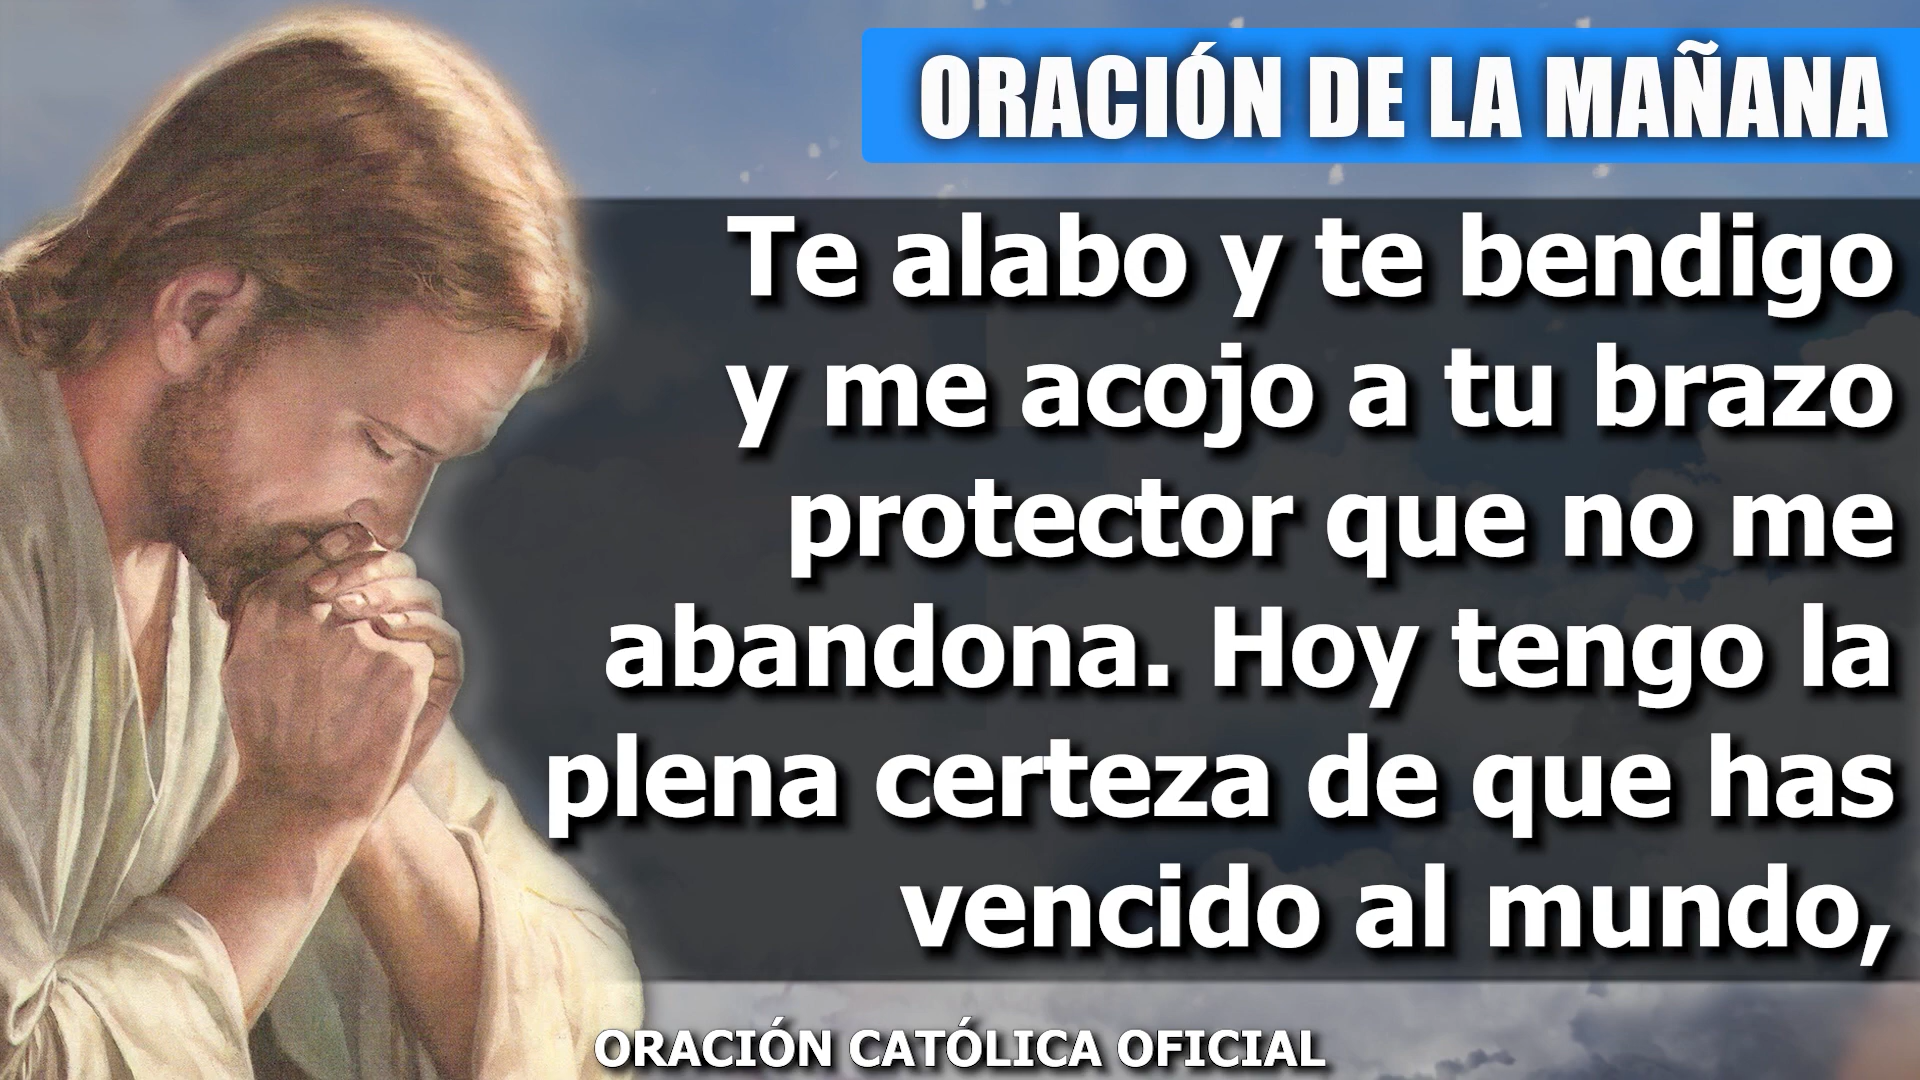 ORACIÓN DE LA MAÑANA
Te alabo y te bendigo
y me acojo a tu brazo
protector que no me
abandona. Hoy tengo la
plena certeza de que has
vencido al mundo,
ORACIÓN CATÓLICA OFICIAL